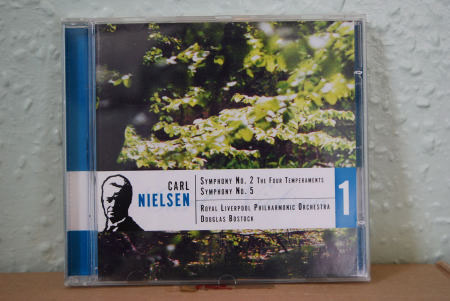 CARL
NIELSEN
SYMPHONY NO. 2 THE FOUR TEMPERAMENTS
SYMPHONY NO. 5
ROYAL LIVERPOOL PHILHARMONIC ORCHESTRA
DOUGLAS BOSTOCK
1